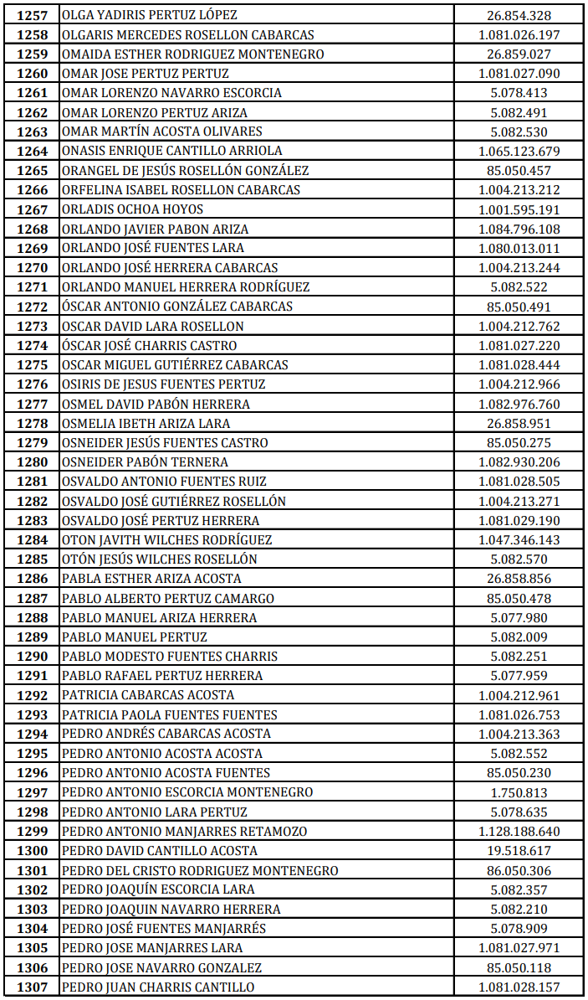 1257 OLGA YADIRIS PERTUZ LÓPEZ 26.854.328
1258 OLGARIS MERCEDES ROSELLON CABARCAS 1.081.026.197
1259 OMAIDA ESTHER RODRIGUEZ MONTENEGRO 26.859.027
1260 OMAR JOSE PERTUZ PERTUZ 1.081.027.090
1261 OMAR LORENZO NAVARRO ESCORCIA 5.078.413
1262 OMAR LORENZO PERTUZ ARIZA 5.082.491
1263 OMAR MARTÍN ACOSTA OLIVARES 5.082.530
1264 ONASIS ENRIQUE CANTILLO ARRIOLA 1.065.123.679
1265 ORANGEL DE JESÚS ROSELLÓN GONZÁLEZ 85.050.457
1266 ORFELINA ISABEL ROSELLON CABARCAS 1.004.213.212
1267 ORLADIS OCHOA HOYOS 1.001.595.191
1268 ORLANDO JAVIER PABON ARIZA 1.084.796.108
1269 ORLANDO JOSÉ FUENTES LARA 1.080.013.011
1270 ORLANDO JOSÉ HERRERA CABARCAS 1.004.213.244
1271 ORLANDO MANUEL HERRERA RODRÍGUEZ 5.082.522
1272 ÓSCAR ANTONIO GONZÁLEZ CABARCAS 85.050.491
1273 OSCAR DAVID LARA ROSELLON 1.004.212.762
1274 ÓSCAR JOSÉ CHARRIS CASTRO 1.081.027.220
1275 OSCAR MIGUEL GUTIÉRREZ CABARCAS 1.081.028.444
1276 OSIRIS DE JESUS FUENTES PERTUZ 1.004.212.966
1277 OSMEL DAVID PABÓN HERRERA 1.082.976.760
1278 OSMELIA IBETH ARIZA LARA 26.858.951
1279 OSNEIDER JESÚS FUENTES CASTRO 85.050.275
1280 OSNEIDER PABÓN TERNERA 1.082.930.206
1281 OSVALDO ANTONIO FUENTES RUIZ 1.081.028.505
1282 OSVALDO JOSÉ GUTIÉRREZ ROSELLÓN 1.004.213.271
1283 OSVALDO JOSÉ PERTUZ HERRERA 1.081.029.190
1284 OTON JAVITH WILCHES RODRÍGUEZ 1.047.346.143
1285 OTÓN JESÚS WILCHES ROSELLÓN 5.082.570
1286 PABLA ESTHER ARIZA ACOSTA 26.858.856
1287 PABLO ALBERTO PERTUZ CAMARGO 85.050.478
1288 PABLO MANUEL ARIZA HERRERA 5.077.980
1289 PABLO MANUEL PERTUZ 5.082.009
1290 PABLO MODESTO FUENTES CHARRIS 5.082.251
1291 PABLO RAFAEL PERTUZ HERRERA 5.077.959
1292 PATRICIA CABARCAS ACOSTA 1.004.212.961
1293 PATRICIA PAOLA FUENTES FUENTES 1.081.026.753
1294 PEDRO ANDRÉS CABARCAS ACOSTA 1.004.213.363
1295 PEDRO ANTONIO ACOSTA ACOSTA 5.082.552
1296 PEDRO ANTONIO ACOSTA FUENTES 85.050.230
1297 PEDRO ANTONIO ESCORCIA MONTENEGRO 1.750.813
1298 PEDRO ANTONIO LARA PERTUZ 5.078.635
1299 PEDRO ANTONIO MANJARRES RETAMOZO 1.128.188.640
1300 PEDRO DAVID CANTILLO ACOSTA 19.518.617
1301 PEDRO DEL CRISTO RODRIGUEZ MONTENEGRO 86.050.306
1302 PEDRO JOAQUÍN ESCORCIA LARA 5.082.357
1303 PEDRO JOAQUIN NAVARRO HERRERA 5.082.210
1304 PEDRO JOSÉ FUENTES MANJARRÉS 5.078.909
1305 PEDRO JOSE MANJARRES LARA 1.081.027.971
1306 PEDRO JOSE NAVARRO GONZALEZ 85.050.118
1307 PEDRO JUAN CHARRIS CANTILLO 1.081.028.157